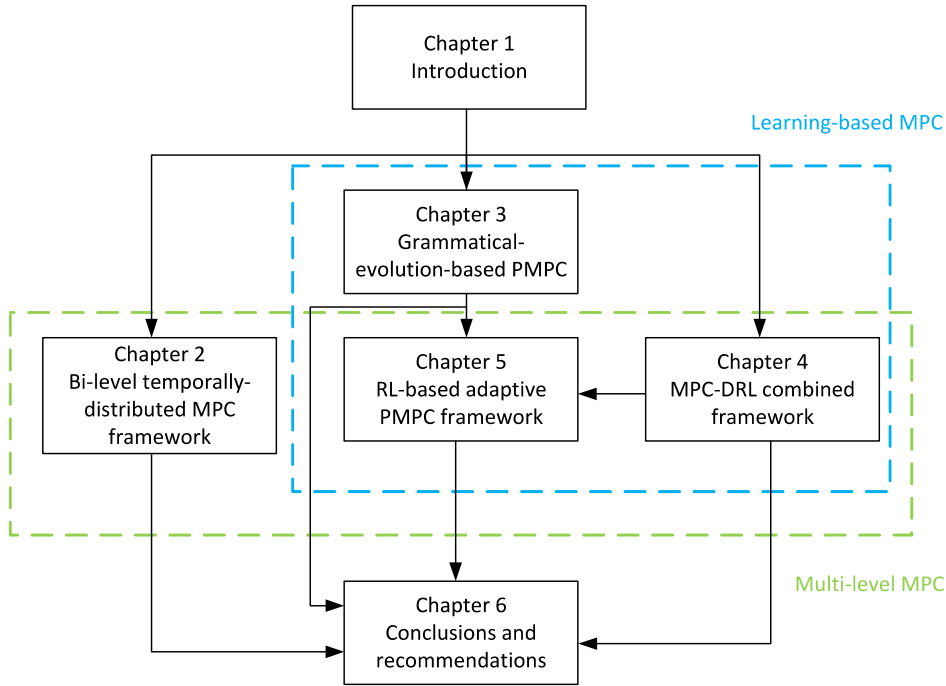 Chapter 1
Introduction
Learning-based MPC
Chapter 3
Grammatical-
evolution-based PMPC
Chapter 2
Bi-level temporally-
distributed MPC
framework
Chapter 5
RL-based adaptive
PMPC framework
Chapter 4
MPC-DRL combined
framework
Multi-level MPC
Chapter 6
Conclusions and
recommendations